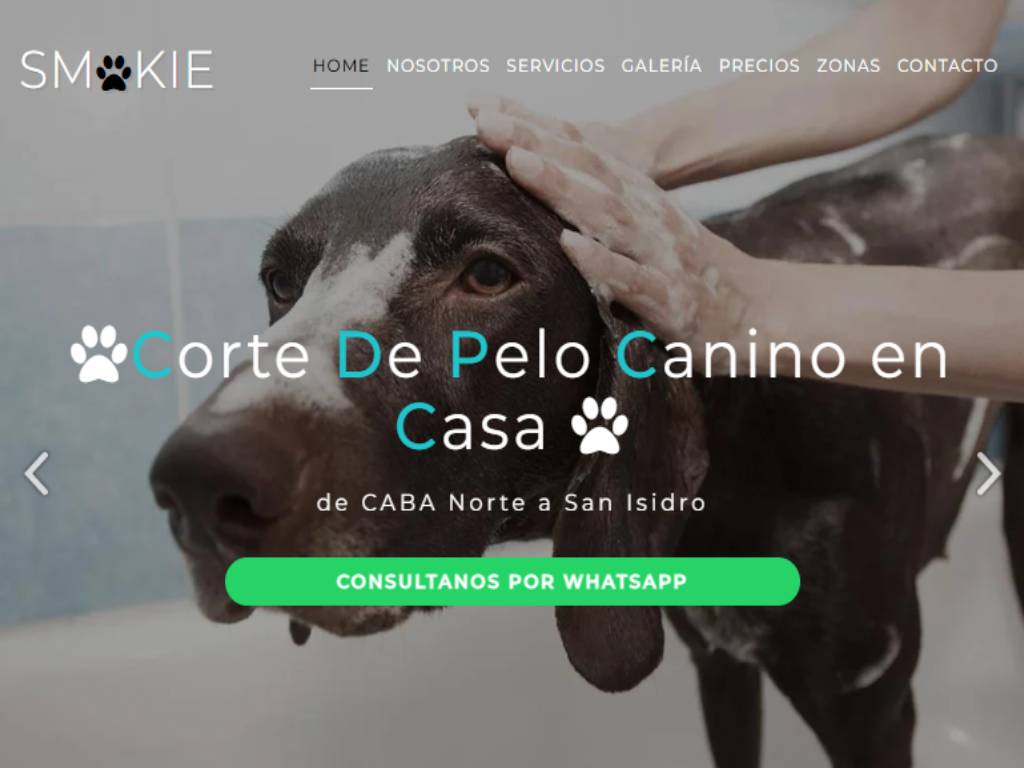 SMOKIE
HOME NOSOTROS SERVICIOS GALERÍA PRECIOS ZONAS CONTACTO
Corte De Pelo Canino en
Casa
de CABA Norte a San Isidro
CONSULTANOS POR WHATSAPP